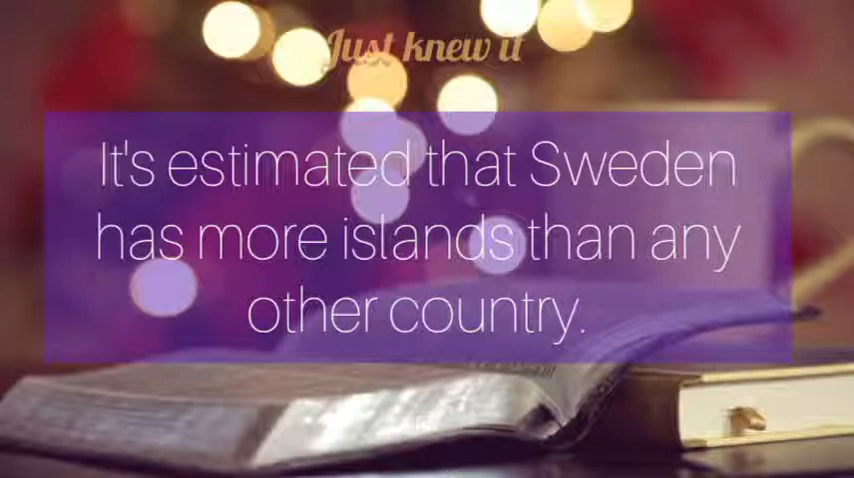 Just knew it
It's estimated that Sweden
has more islands than any
other country.